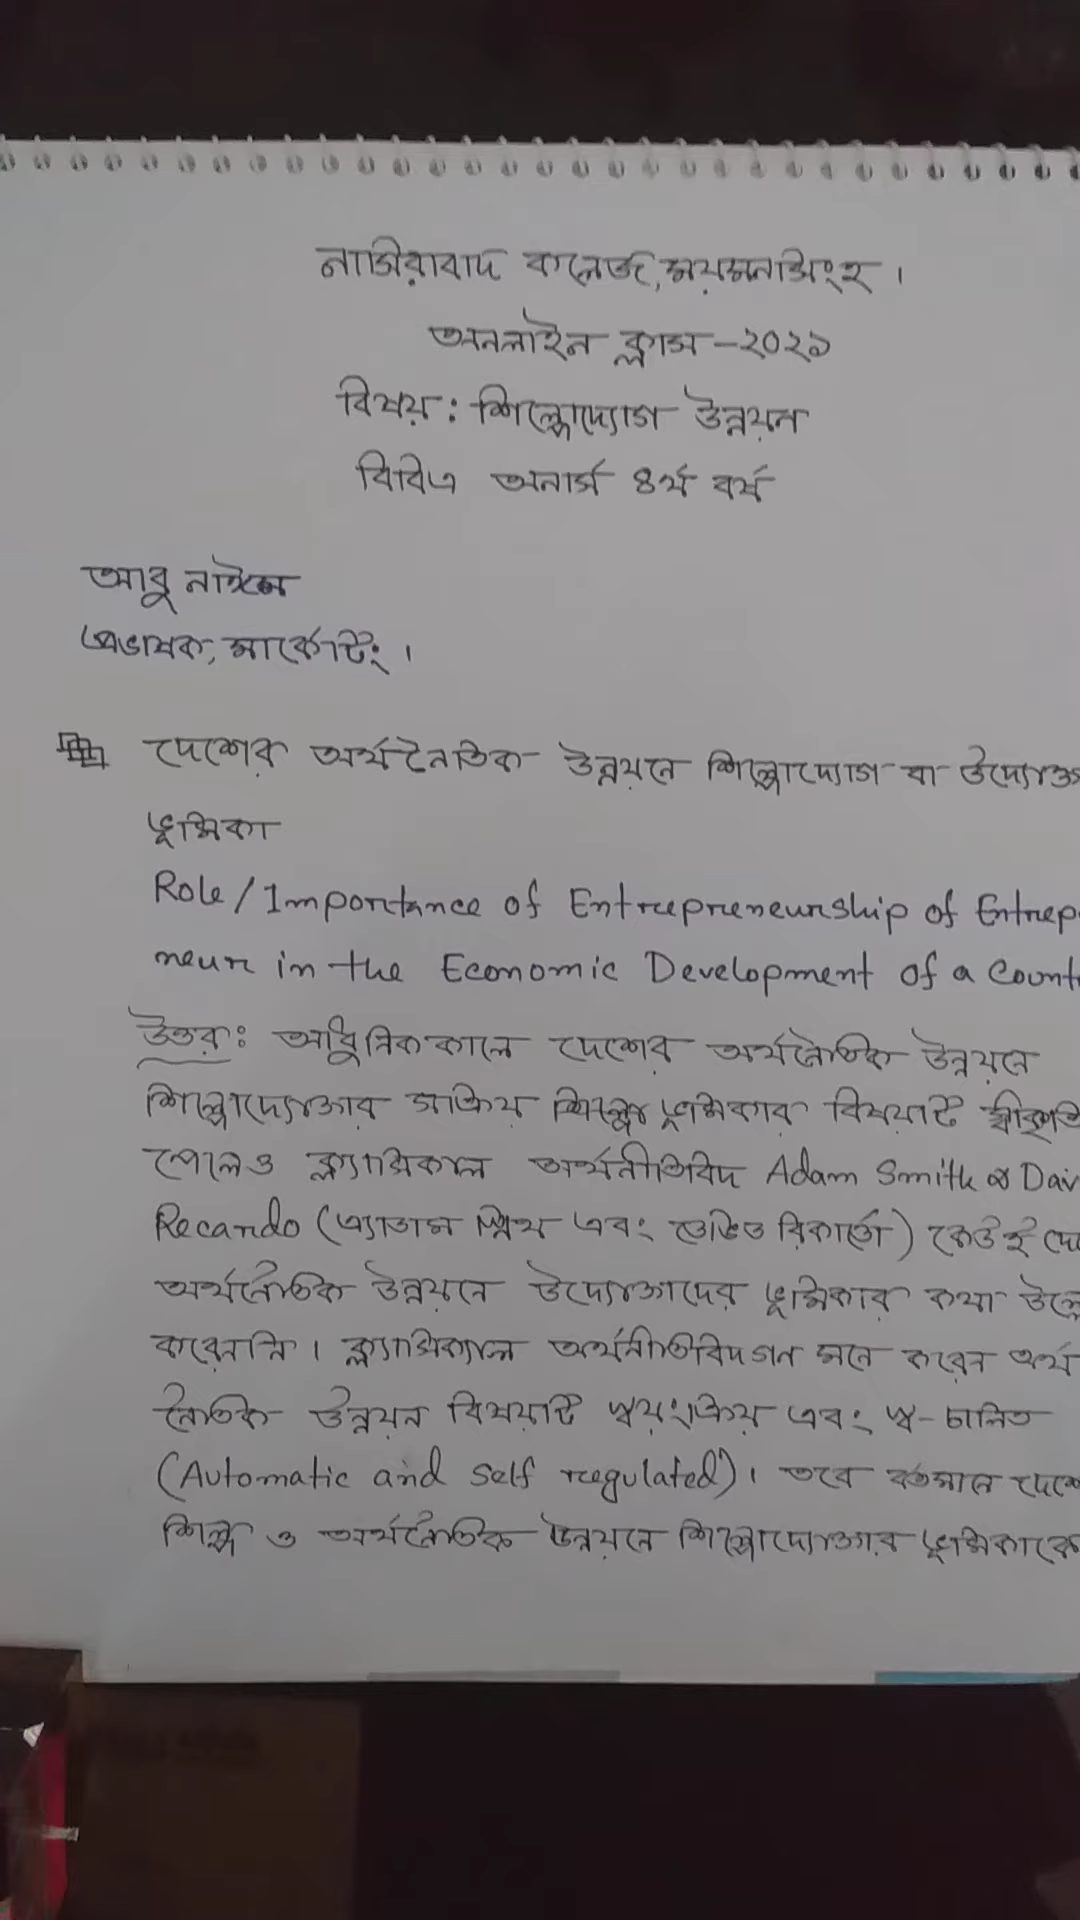 নাসিরাবাদ কলেজ, ময়মনসিংহ।
অনলাইন ক্লাস -২০২১
বিষয়: শিল্পোদ্যোগ উন্নয়ন
বিবিএ অনার্স ৪র্থ বর্ষ
আবু নাঈম
প্রভাষক, মার্কেটিং।
দেশের অর্থনৈতিক উন্নয়নে শিল্পোদ্যোগ বা উদ্যোক্তা
ভূমিকা
Role/Importance of Entrepreneurship of Entrep
neur in the Economic Development of a Count
উত্তর: আধুনিককালে দেশের অর্থনৈতিক উন্নয়নে
শিল্পোদ্যোক্তার সক্রিয় ভূমিকার বিষয়টি স্বীকৃতি
পেলেও ক্ল্যাসিকাল অর্থনীতিবিদ Adam Smith & Dav
Recando (এ্যাডাম স্মিথ এবং ডেভিড রিকার্ডো) কেউই দে
অর্থনৈতিক উন্নয়নে উদ্যোক্তাদের ভূমিকার কথা উল্লে
করেননি। ক্ল্যাসিক্যাল অর্থনীতিবিদগন মনে করেন অর্থ
নৈতিক উন্নয়ন বিষয়টি স্বয়ংক্রিয় এবং স্ব-চালিত
(Automatic and self regulated)। তবে বর্তমানে দেশে
শিল্প ও অর্থনৈতিক উন্নয়নে শিল্পোদ্যোক্তার ভূমিকাকে